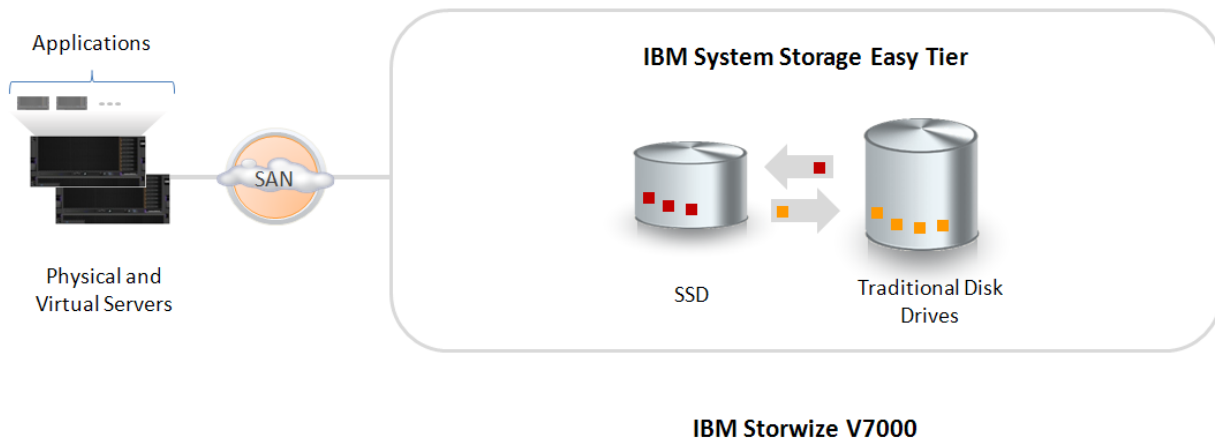 Applications
IBM System Storage Easy Tier
SAN
Physical and
Virtual Servers
SSD
Traditional Disk
Drives
IBM Storwize V7000